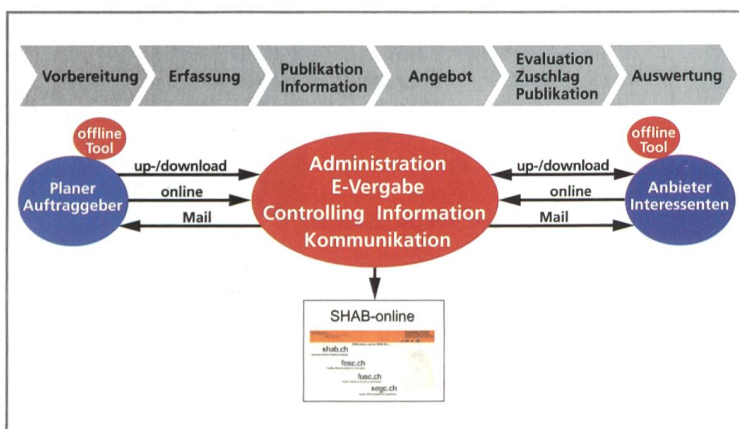 Vorbereitung
Erfassung
Publikation
Information
Angebot
Evaluation
Zuschlag
Publikation
Auswertung
offline
Tool
Planer
Auftraggeber
up-/download
online
Mail
Administration
E-Vergabe
Controlling Information
Kommunikation
up-/download
online
Mail
offline
Tool
Anbieter
Interessenten
SHAB-online
shab.ch
fosc.ch
fusc.ch
sogc.ch